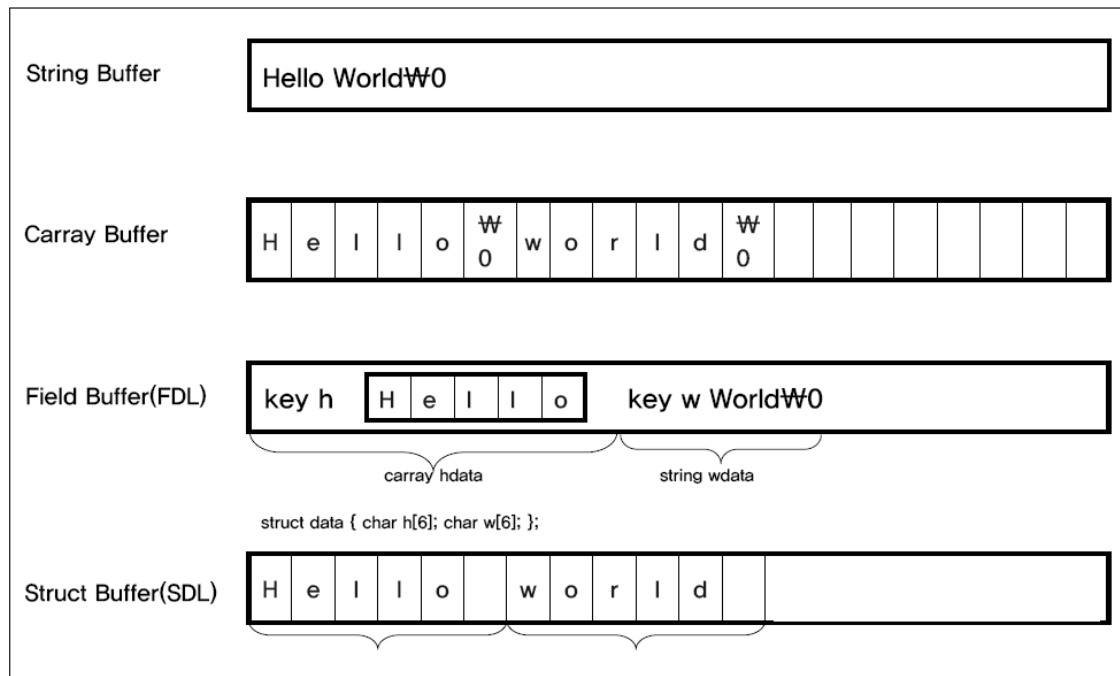 String Buffer
Hello World₩0
Carray Buffer
H e l l o ₩0 w o r l d ₩0
Field Buffer(FDL)
key h H e l l o key w World₩0
carray hdata string wdata
struct data { char h[6]; char w[6]; };
Struct Buffer(SDL)
H e l l o w o r l d